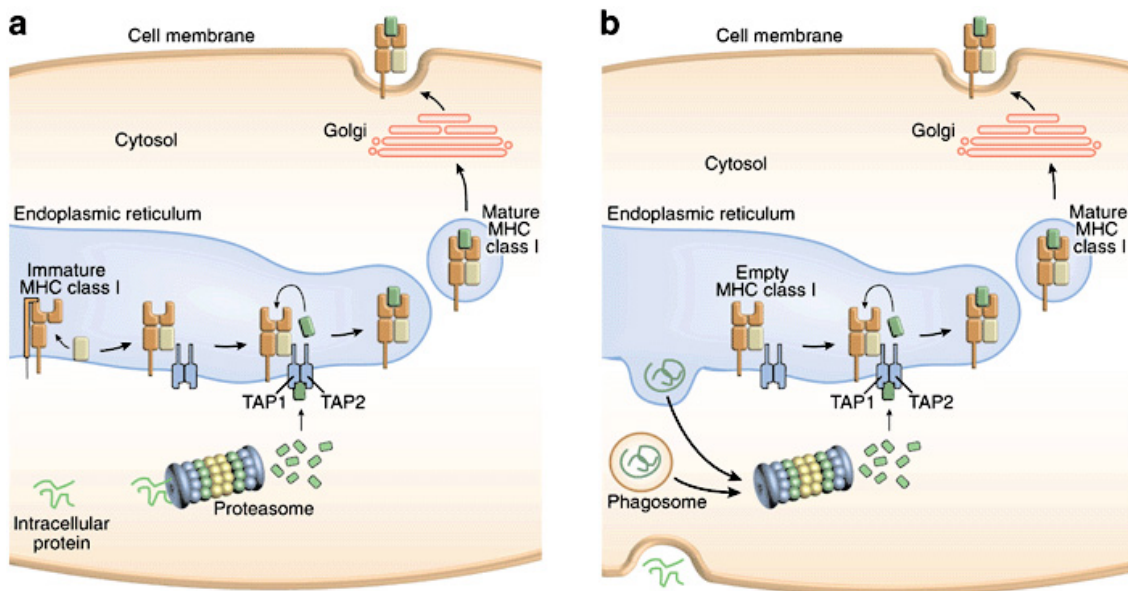 a
Cell membrane
Cytosol
Golgi
Endoplasmic reticulum
Mature
MHC
class I
Immature
MHC class I
TAP1
TAP2
Proteasome
Intracellular
protein
b
Cell membrane
Golgi
Cytosol
Endoplasmic reticulum
Mature
MHC
class I
Empty
MHC class I
TAP1
TAP2
Phagosome